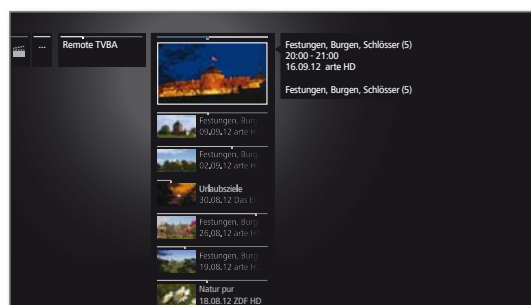 ...
Remote TVBA
Festungen, Burgen, Schlösser (5)
20:00 - 21:00
16.09.12 arte HD
Festungen, Burgen, Schlösser (5)
Festungen, Burg
09.09.12 arte H
Festungen, Burg
02.09.12 arte H
Urlaubsziele
30.08.12 Das E
Festungen, Burg
26.08.12 arte H
Festungen, Burg
19.08.12 arte H
Natur pur
18.08.12 ZDF HD